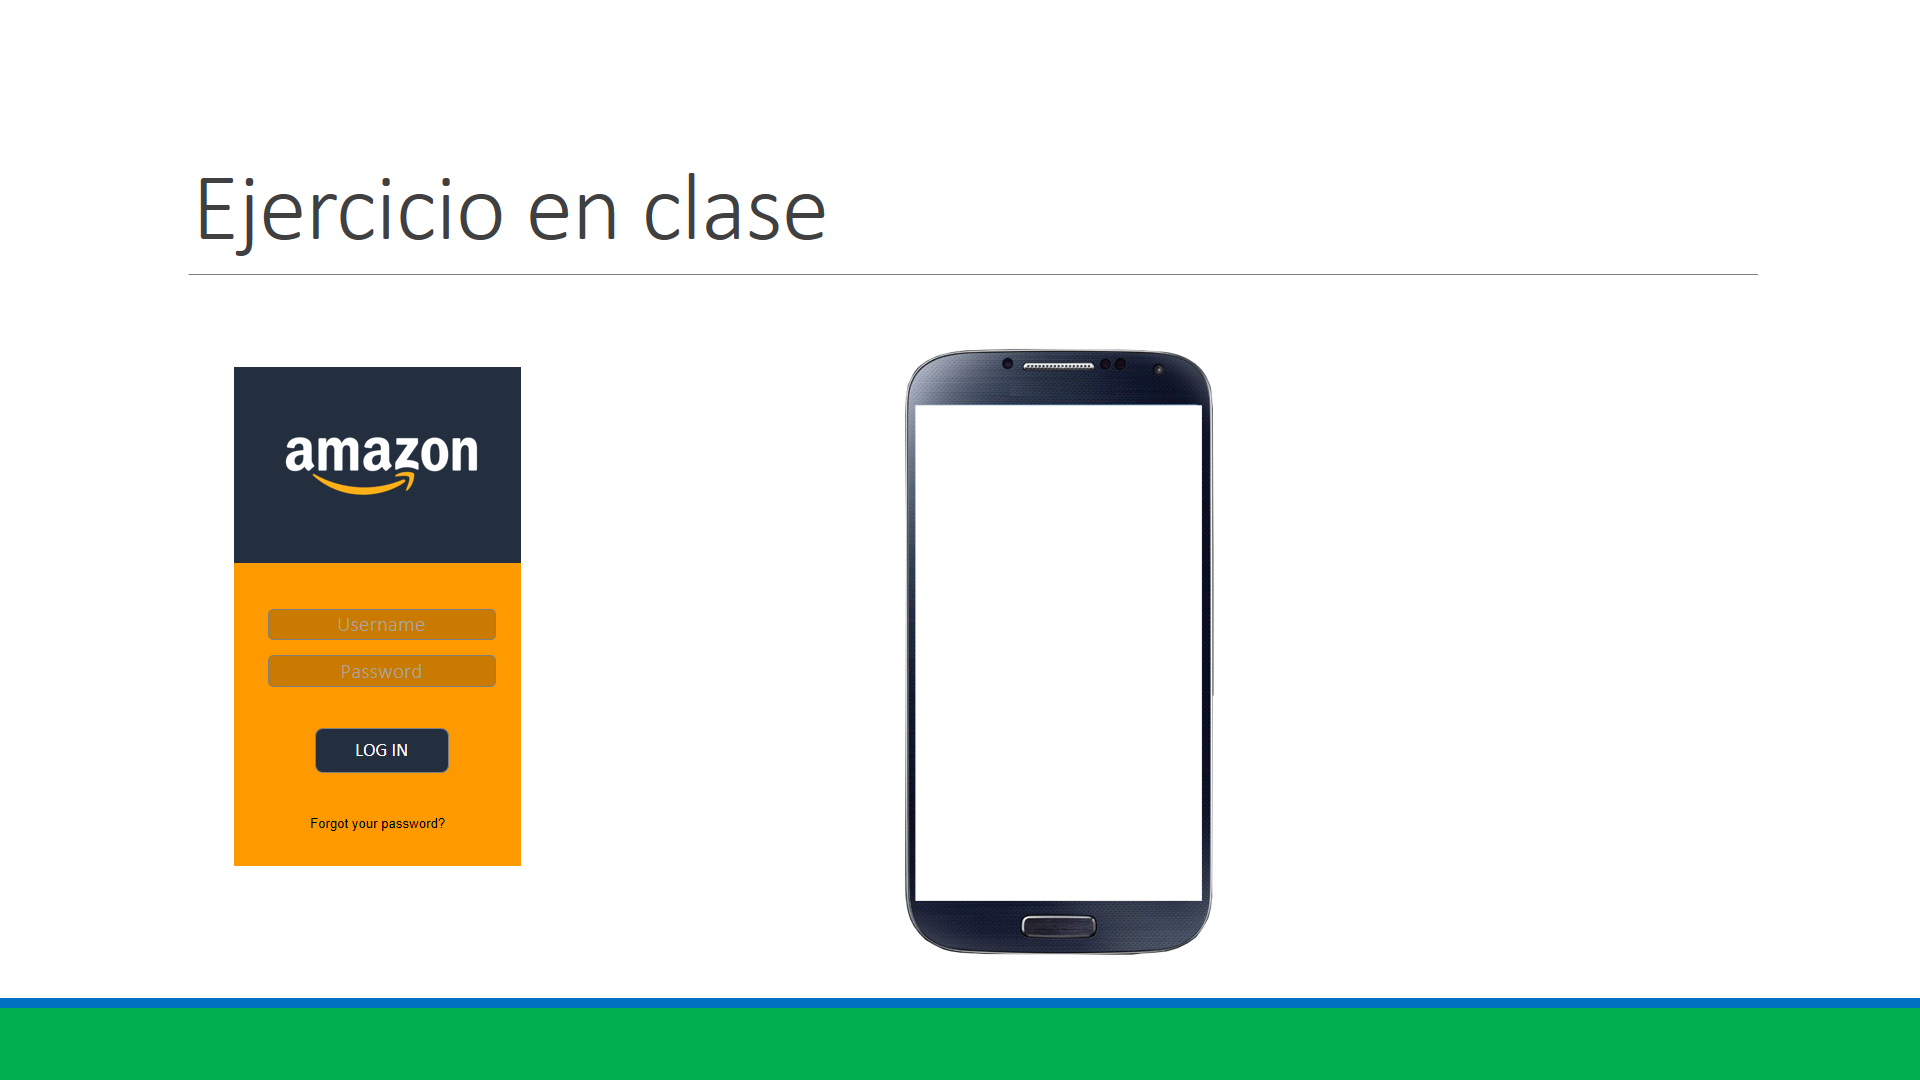 Ejercicio en clase
amazon
Username
Password
LOG IN
Forgot your password?